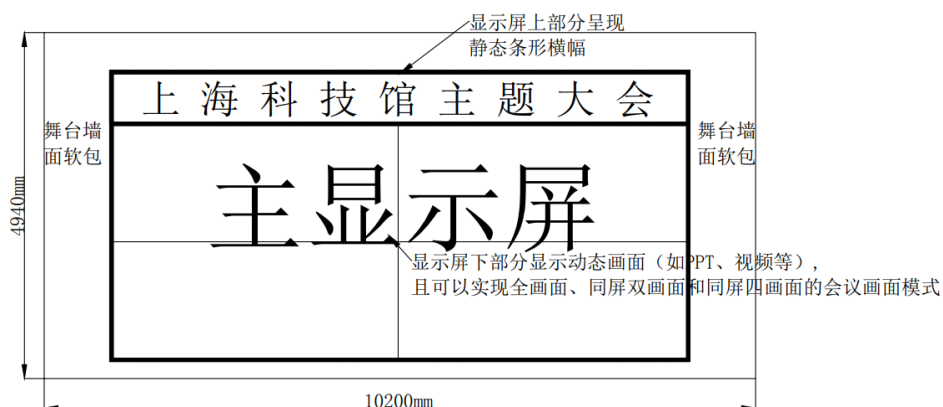 显示屏上部分呈现
静态条形横幅
上海科技馆主题大会
舞台墙
面软包
舞台墙
面软包
主显示屏
4940mm
显示屏下部分显示动态画面（如PPT、视频等）,
且可以实现全画面、同屏双画面和同屏四画面的会议画面模式
10200mm